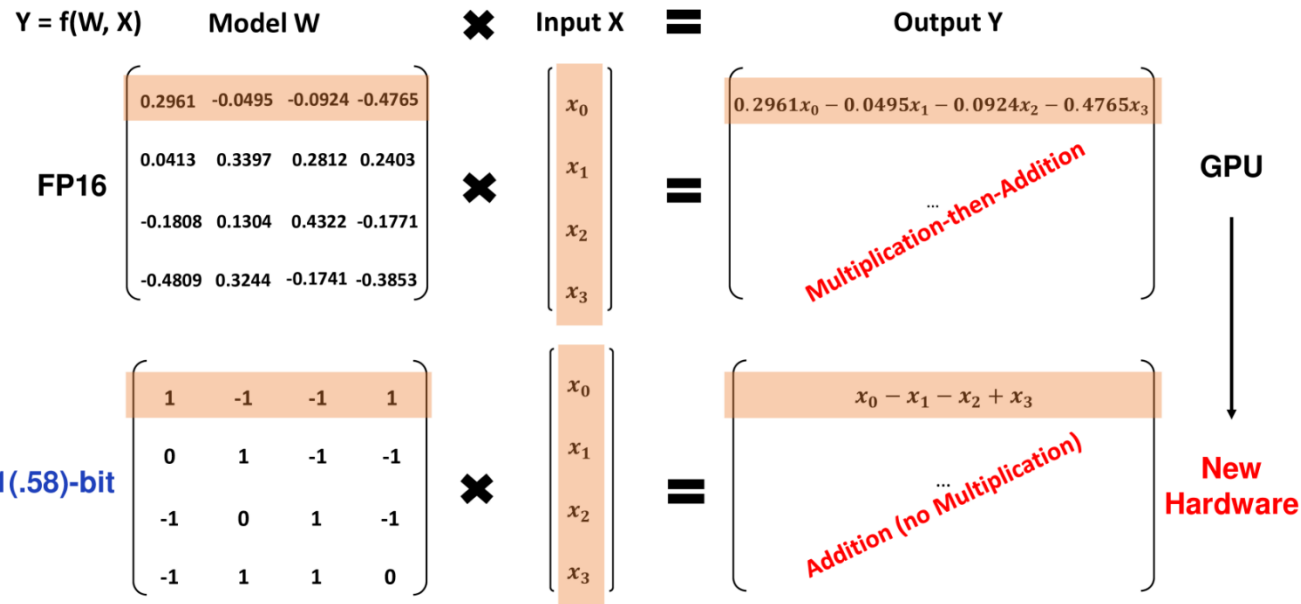 Y = f(W, X) Model W ✖ Input X = Output Y
0.2961 -0.0495 -0.0924 -0.4765
0.0413 0.3397 0.2812 0.2403
-0.1808 0.1304 0.4322 -0.1771
-0.4809 0.3244 -0.1741 -0.3853
FP16
✖
x₀
x₁
x₂
x₃
=
0.2961x₀ − 0.0495x₁ − 0.0924x₂ − 0.4765x₃
...
Multiplication-then-Addition
GPU
1 -1 -1 1
0 1 -1 -1
-1 0 1 -1
-1 1 1 0
1(.58)-bit
✖
x₀
x₁
x₂
x₃
=
x₀ − x₁ − x₂ + x₃
...
Addition (no Multiplication)
New
Hardware